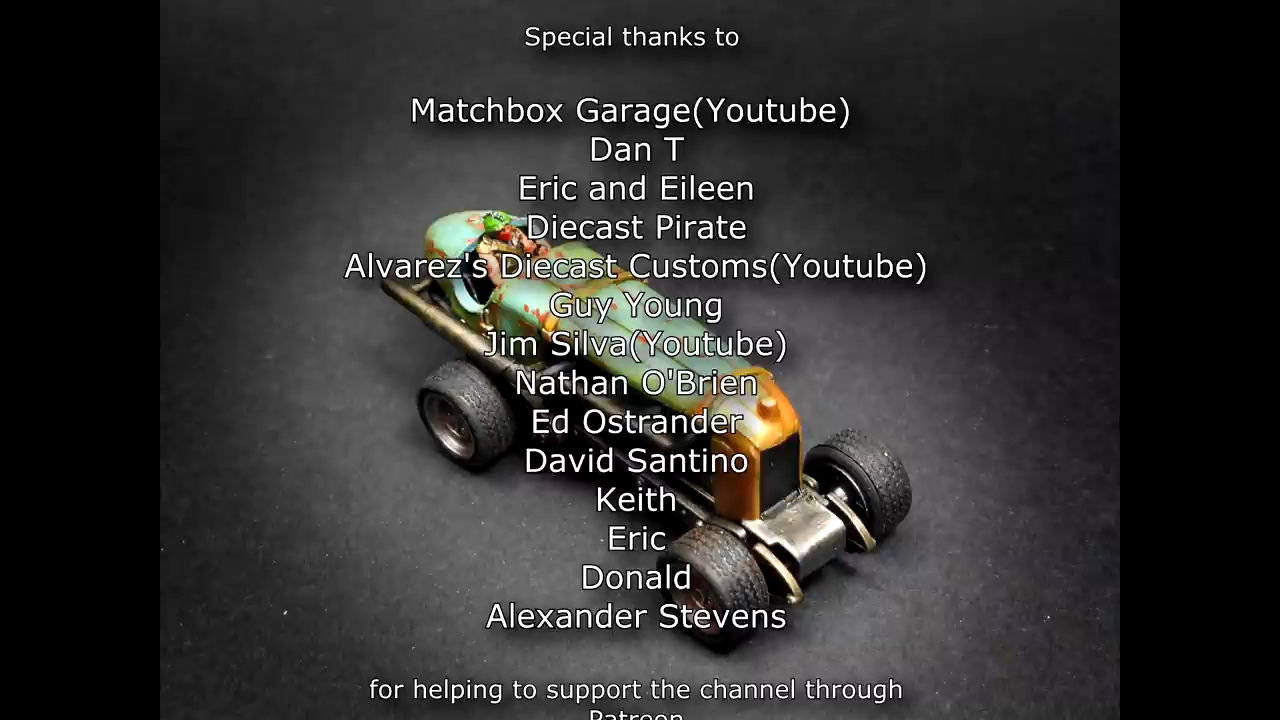 Special thanks to
Matchbox Garage(Youtube)
Dan T
Eric and Eileen
Diecast Pirate
Alvarez's Diecast Customs(Youtube)
Guy Young
Jim Silva(Youtube)
Nathan O'Brien
Ed Ostrander
David Santino
Keith
Eric
Donald
Alexander Stevens
for helping to support the channel through
Patreon